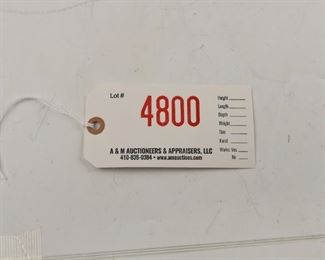 Lot #
4800
Height
Length
Depth
Weight
Size
Karat
Works Yes
No
A & M AUCTIONEERS & APPRAISERS, LLC
410-835-0384 • www.amauctions.com